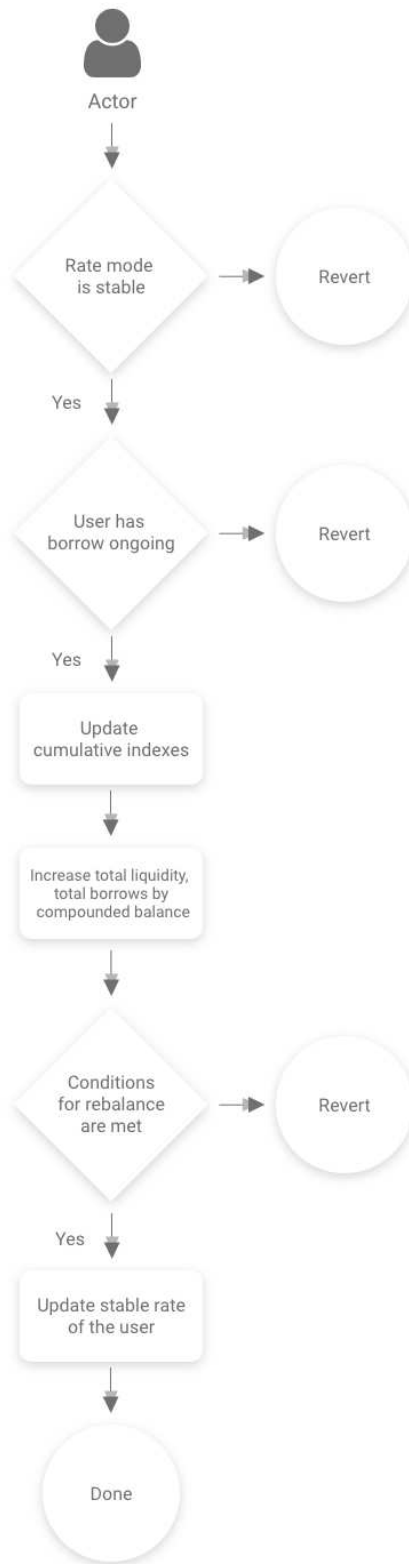 Actor
Rate mode
is stable
Revert
Yes
User has
borrow ongoing
Revert
Yes
Update
cumulative indexes
Increase total liquidity,
total borrows by
compounded balance
Conditions
for rebalance
are met
Revert
Yes
Update stable rate
of the user
Done